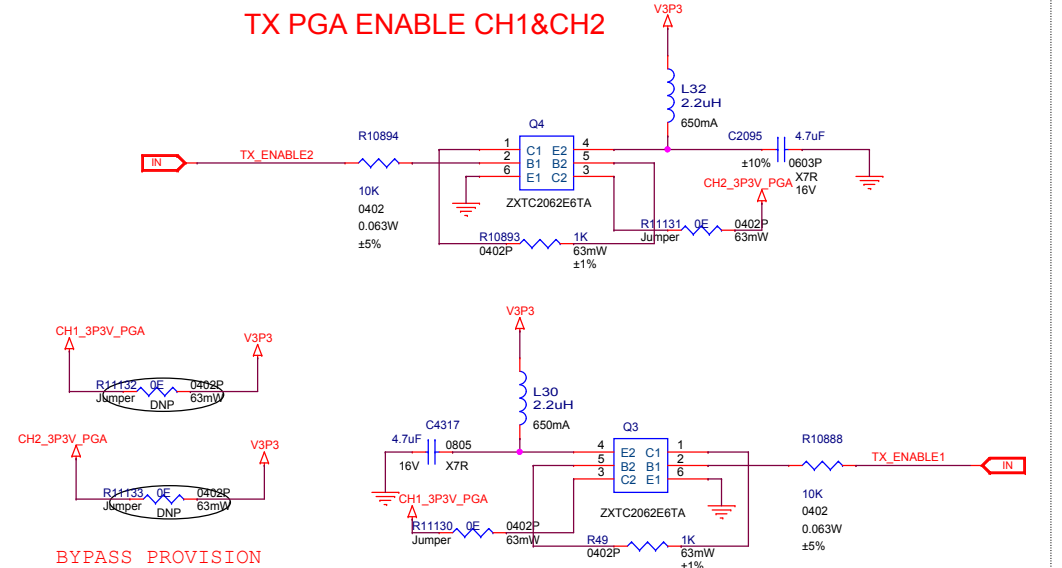 TX PGA ENABLE CH1&CH2
V3P3
L32
2.2uH
650mA
Q4
R10894
C2095 4.7uF
IN
TX_ENABLE2
1 C1 E2 4
2 B1 B2 5
6 E1 C2 3
±10%
0603P
X7R
16V
CH2_3P3V_PGA
10K
0402
0.063W
±5%
ZXTC2062E6TA
R11131 0E 0402P
Jumper 63mW
R10893 1K
0402P 63mW
±1%
CH1_3P3V_PGA
V3P3
R11132 0E 0402P
Jumper DNP 63mW
CH2_3P3V_PGA
V3P3
R11133 0E 0402P
Jumper DNP 63mW
BYPASS PROVISION
V3P3
L30
2.2uH
650mA
C4317
4.7uF 0805
16V X7R
Q3
4 E2 C1 1
5 B2 B1 2
3 C2 E1 6
R10888
TX_ENABLE1
IN
10K
0402
0.063W
±5%
CH1_3P3V_PGA
ZXTC2062E6TA
R11130 0E 0402P
Jumper 63mW
R49 1K
0402P 63mW
±1%